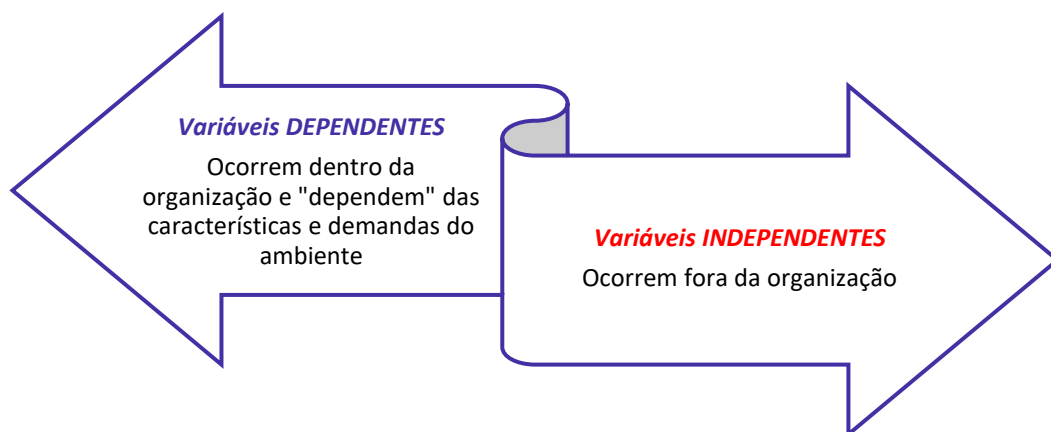 Variáveis DEPENDENTES
Ocorrem dentro da
organização e "dependem" das
características e demandas do
ambiente
Variáveis INDEPENDENTES
Ocorrem fora da organização